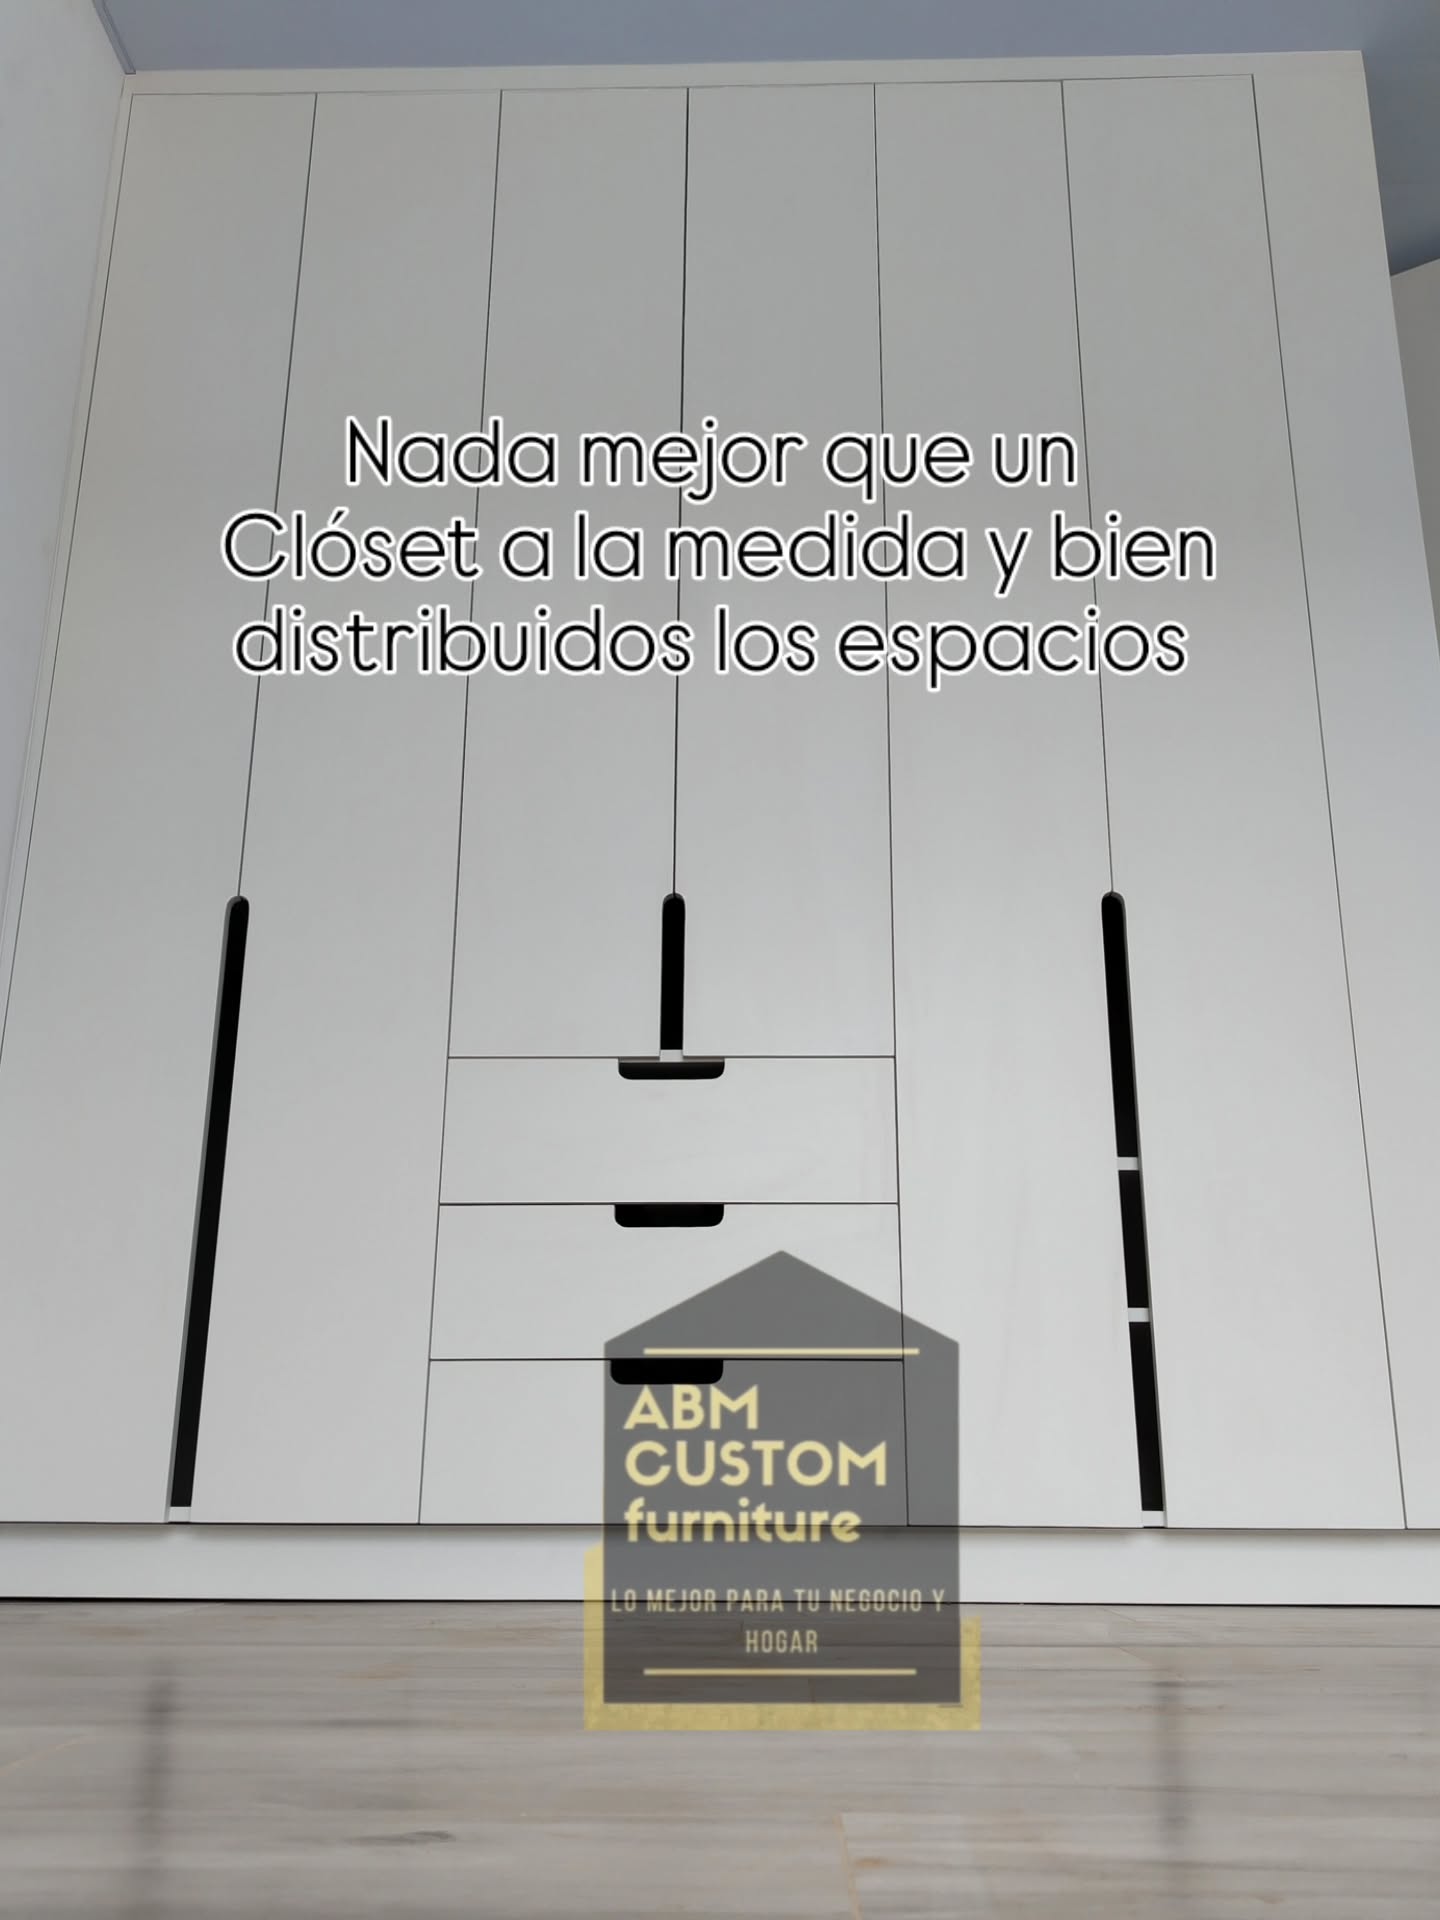 Nada mejor que un
Clóset a la medida y bien
distribuidos los espacios
ABM
CUSTOM
furniture
LO MEJOR PARA TU NEGOCIO Y
HOGAR